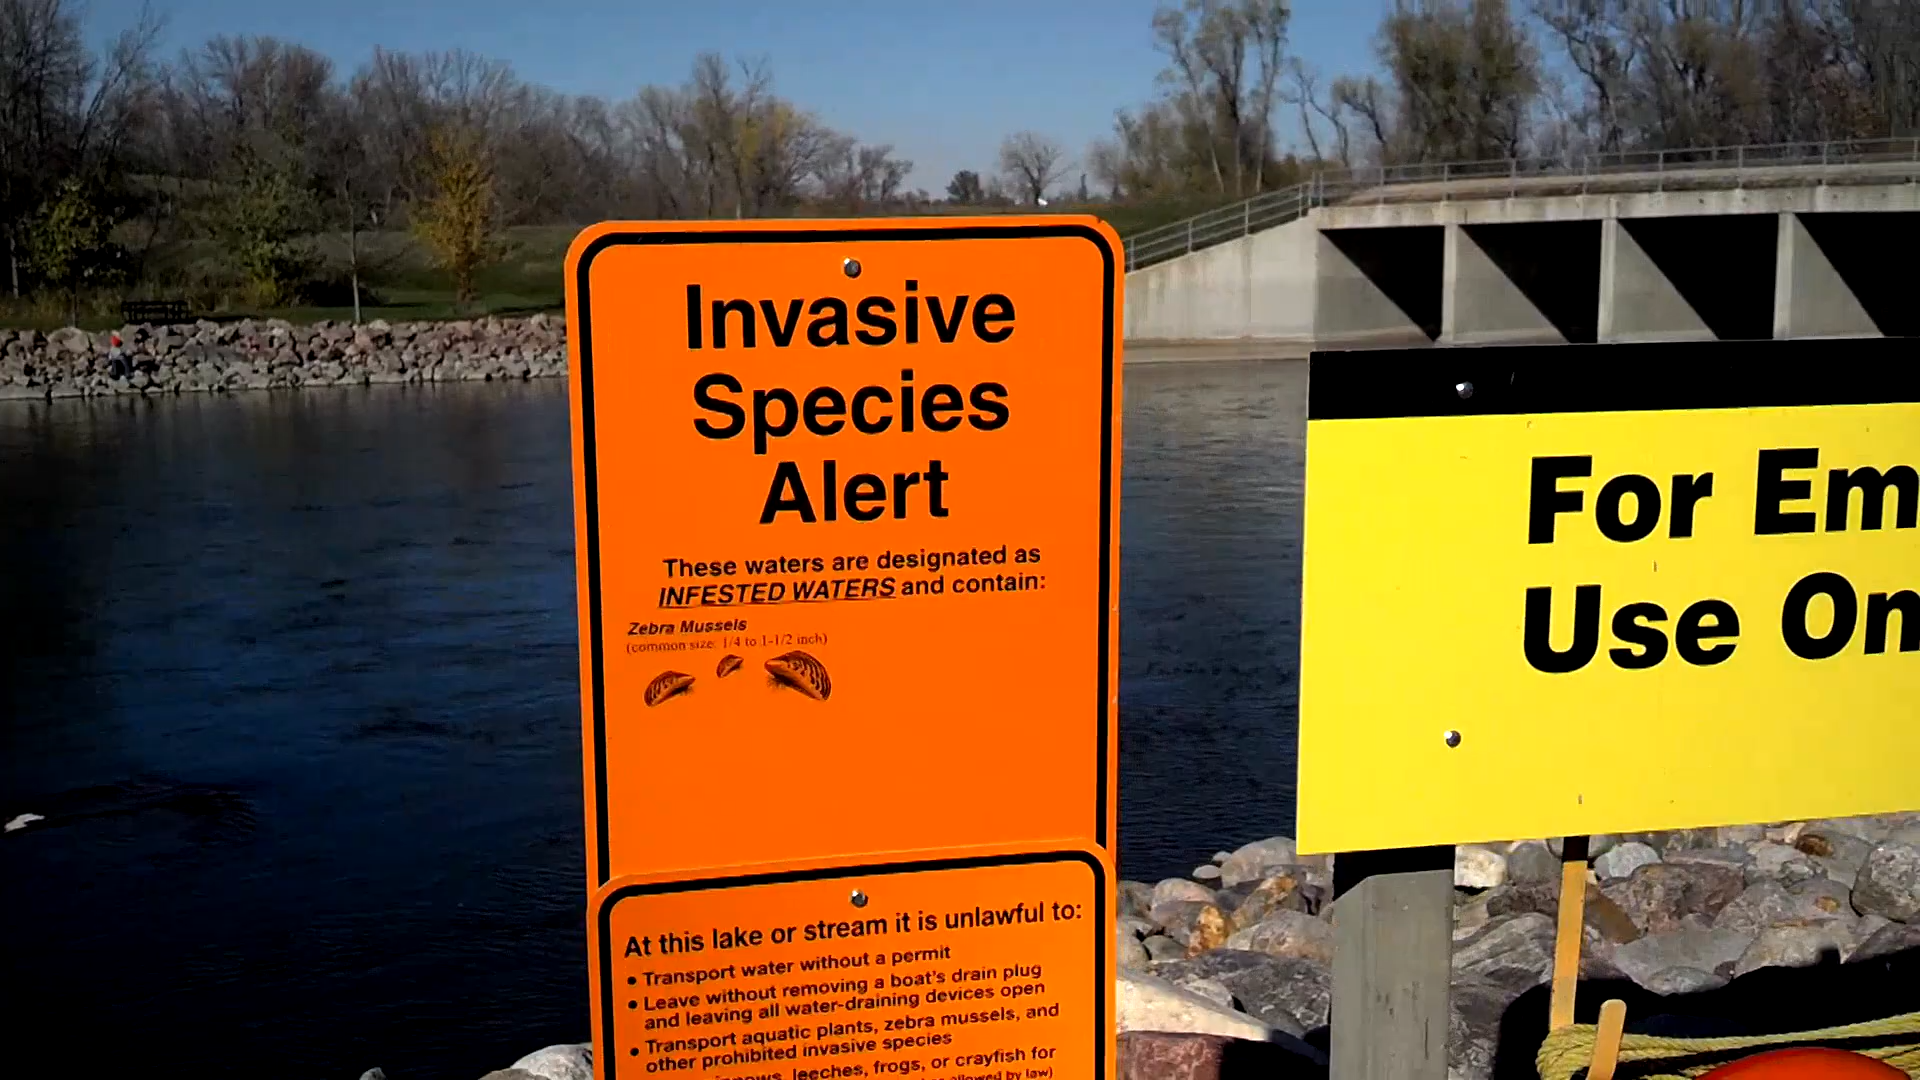 Invasive
Species
Alert
These waters are designated as
INFESTED WATERS and contain:
Zebra Mussels
(common size: 1/4 to 1-1/2 inch)
At this lake or stream it is unlawful to:
• Transport water without a permit
• Leave without removing a boat's drain plug
and leaving all water-draining devices open
• Transport aquatic plants, zebra mussels, and
other prohibited invasive species
leeches, frogs, or crayfish for
allowed by law)
For Em
Use On